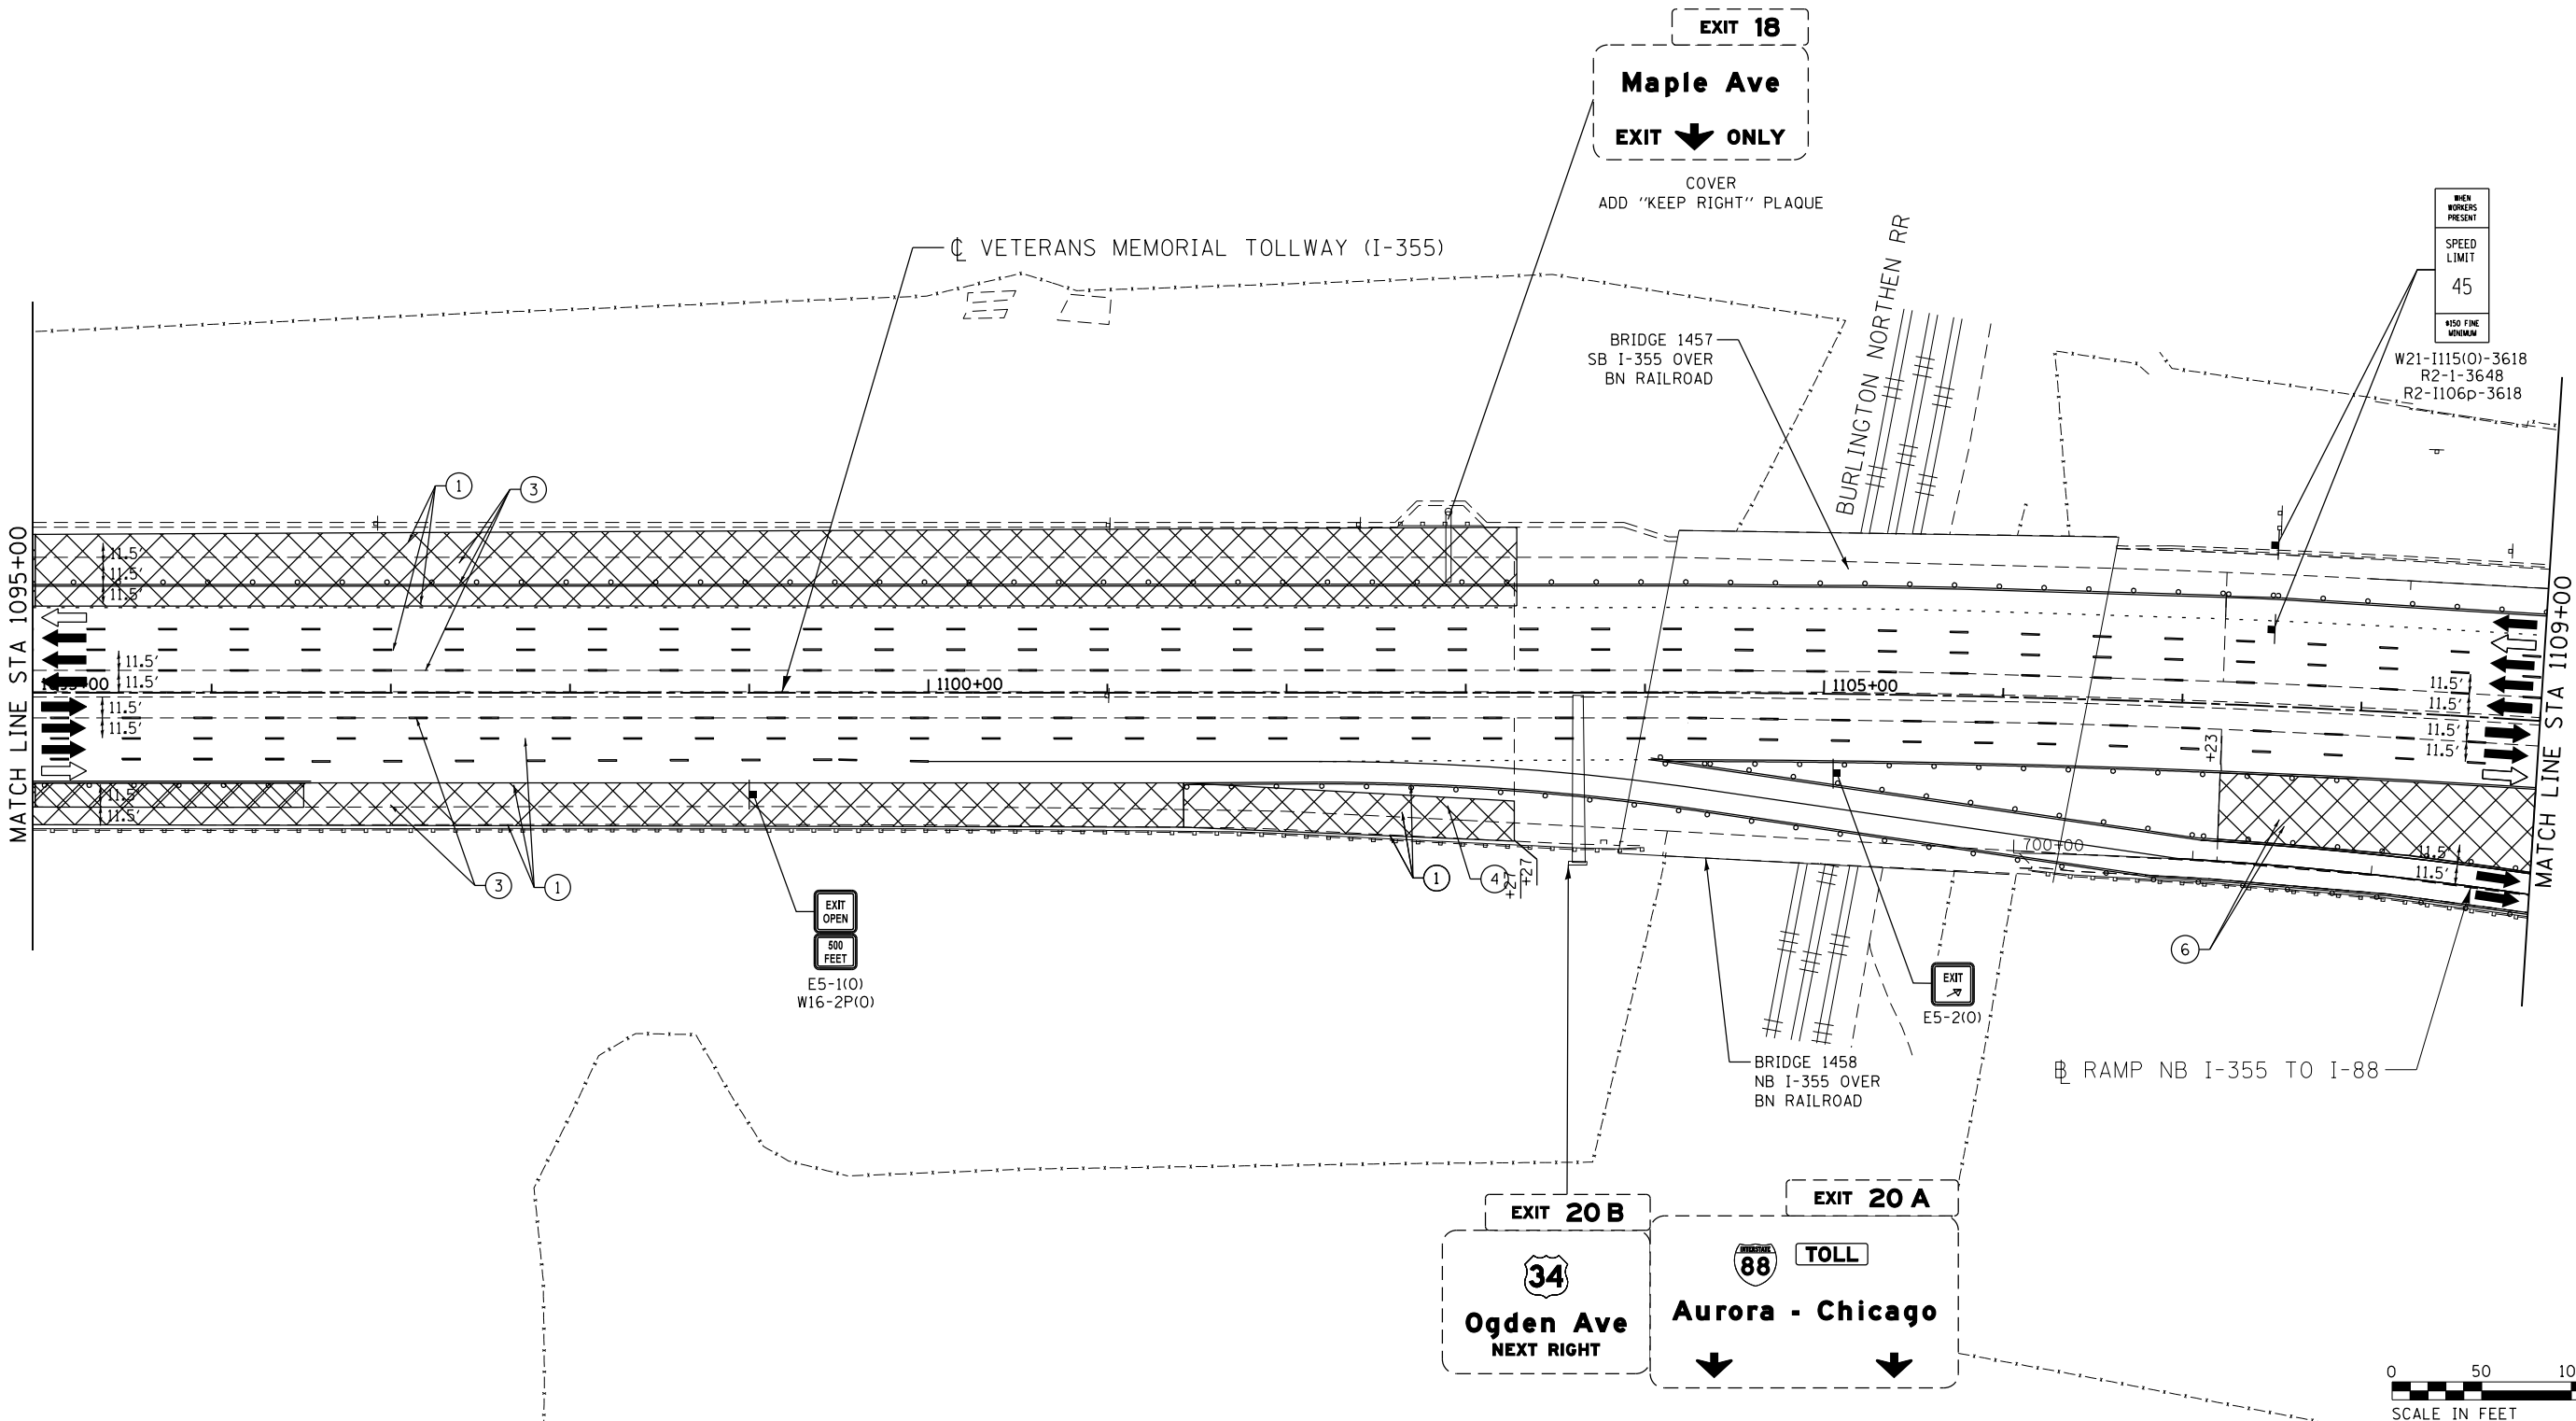 EXIT 18
Maple Ave
EXIT ONLY
COVER
ADD "KEEP RIGHT" PLAQUE
WHEN
WORKERS
PRESENT
SPEED
LIMIT
45
$150 FINE
MINIMUM
W21-I115(O)-3618
R2-1-3648
R2-I106p-3618
℄ VETERANS MEMORIAL TOLLWAY (I-355)
BURLINGTON NORTHEN RR
BRIDGE 1457
SB I-355 OVER
BN RAILROAD
1
3
MATCH LINE STA 1095+00
11.5'
11.5'
11.5'
11.5'
11.5'
1100+00
1105+00
11.5'
11.5'
11.5'
11.5'
11.5'
11.5'
+23
MATCH LINE STA 1109+00
11.5'
11.5'
700+00
11.5'
11.5'
3
1
1
4
+27
+27
6
EXIT
OPEN
500
FEET
E5-1(O)
W16-2P(O)
EXIT
E5-2(O)
BRIDGE 1458
NB I-355 OVER
BN RAILROAD
RAMP NB I-355 TO I-88
EXIT 20 B
34
Ogden Ave
NEXT RIGHT
EXIT 20 A
INTERSTATE
88
TOLL
Aurora - Chicago
0 50
SCALE IN FEET